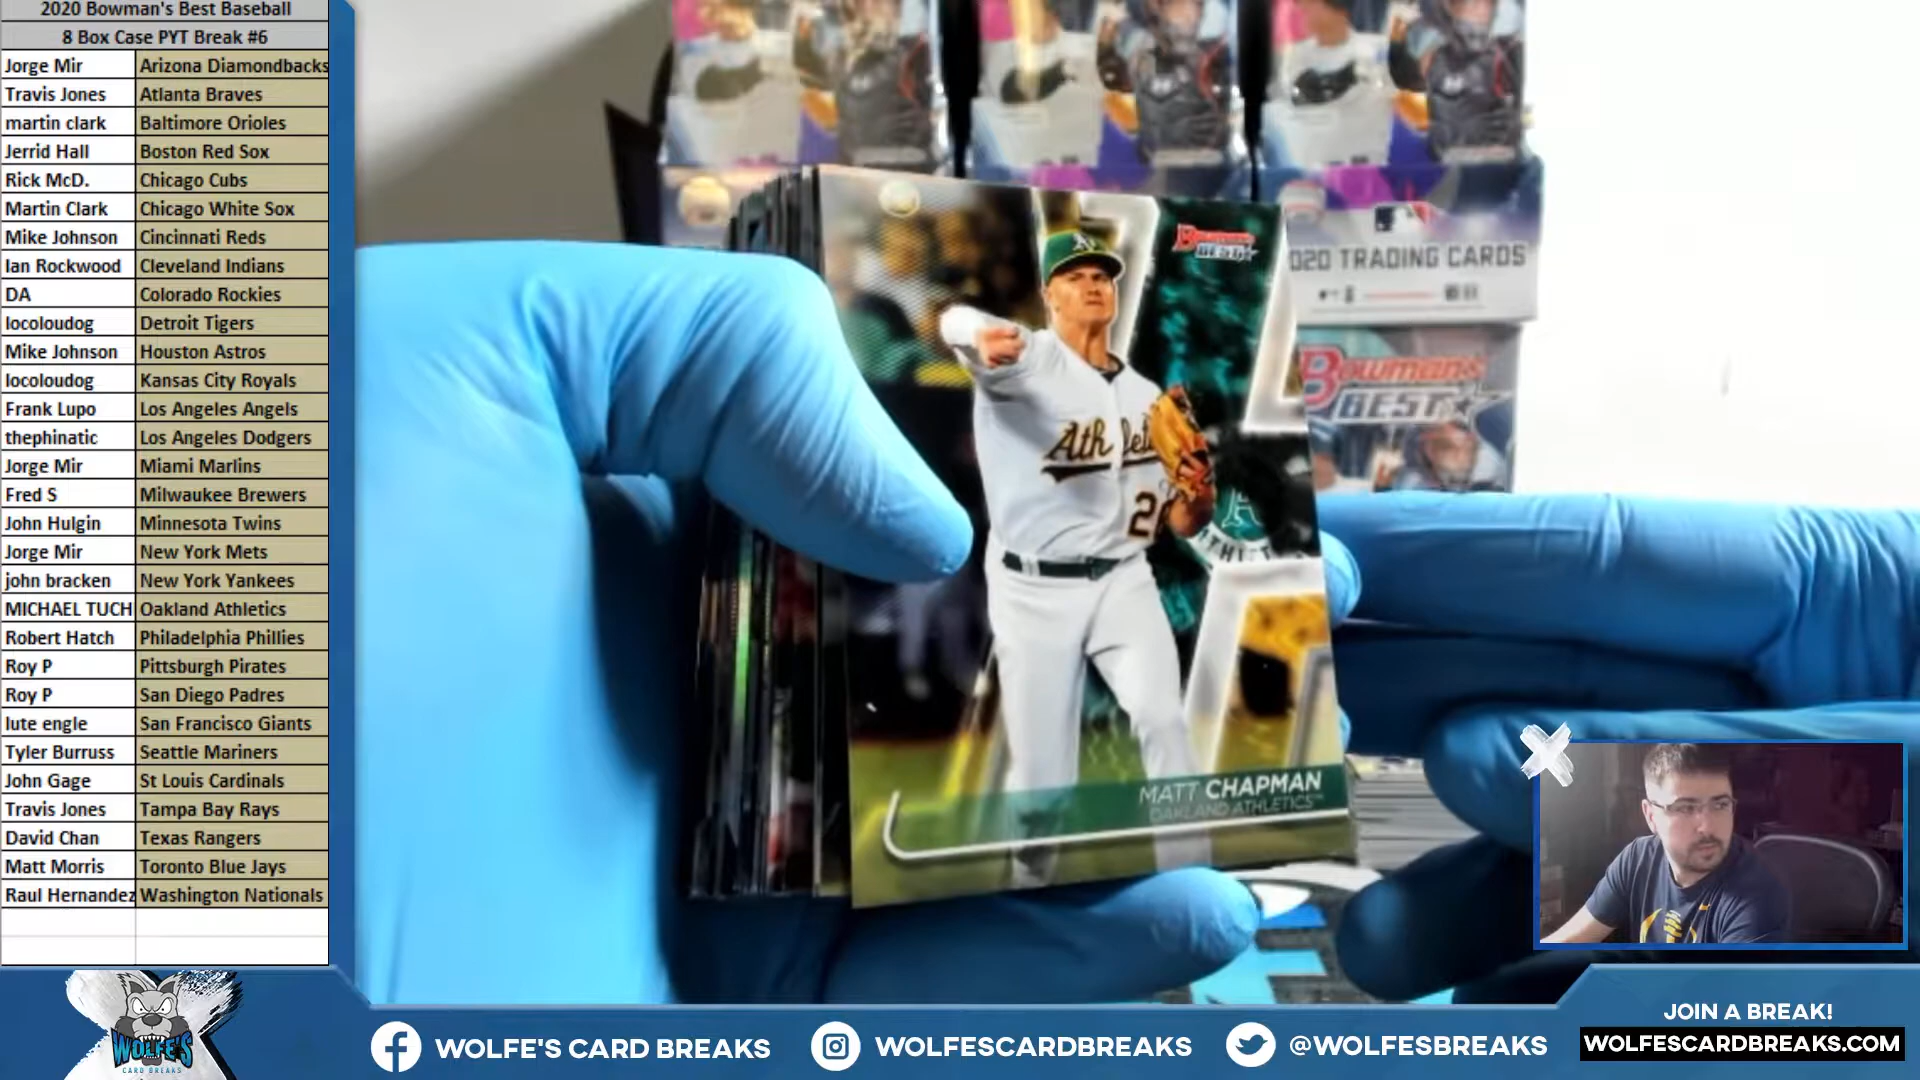 2020 Bowman's Best Baseball
8 Box Case PYT Break #6
Jorge Mir Arizona Diamondbacks
Travis Jones Atlanta Braves
martin clark Baltimore Orioles
Jerrid Hall Boston Red Sox
Rick McD. Chicago Cubs
Martin Clark Chicago White Sox
Mike Johnson Cincinnati Reds
Ian Rockwood Cleveland Indians
DA Colorado Rockies
locoloudog Detroit Tigers
Mike Johnson Houston Astros
locoloudog Kansas City Royals
Frank Lupo Los Angeles Angels
thephinatic Los Angeles Dodgers
Jorge Mir Miami Marlins
Fred S Milwaukee Brewers
John Hulgin Minnesota Twins
Jorge Mir New York Mets
john bracken New York Yankees
MICHAEL TUCH Oakland Athletics
Robert Hatch Philadelphia Phillies
Roy P Pittsburgh Pirates
Roy P San Diego Padres
lute engle San Francisco Giants
Tyler Burruss Seattle Mariners
John Gage St Louis Cardinals
Travis Jones Tampa Bay Rays
David Chan Texas Rangers
Matt Morris Toronto Blue Jays
Raul Hernandez Washington Nationals
Bowman's
BEST
2020 TRADING CARDS
Bowman's
BEST
Athletics
26
MATT CHAPMAN
OAKLAND ATHLETICS™
WOLFE'S
CARD BREAKS
WOLFE'S CARD BREAKS
WOLFESCARDBREAKS
@WOLFESBREAKS
JOIN A BREAK!
WOLFESCARDBREAKS.COM